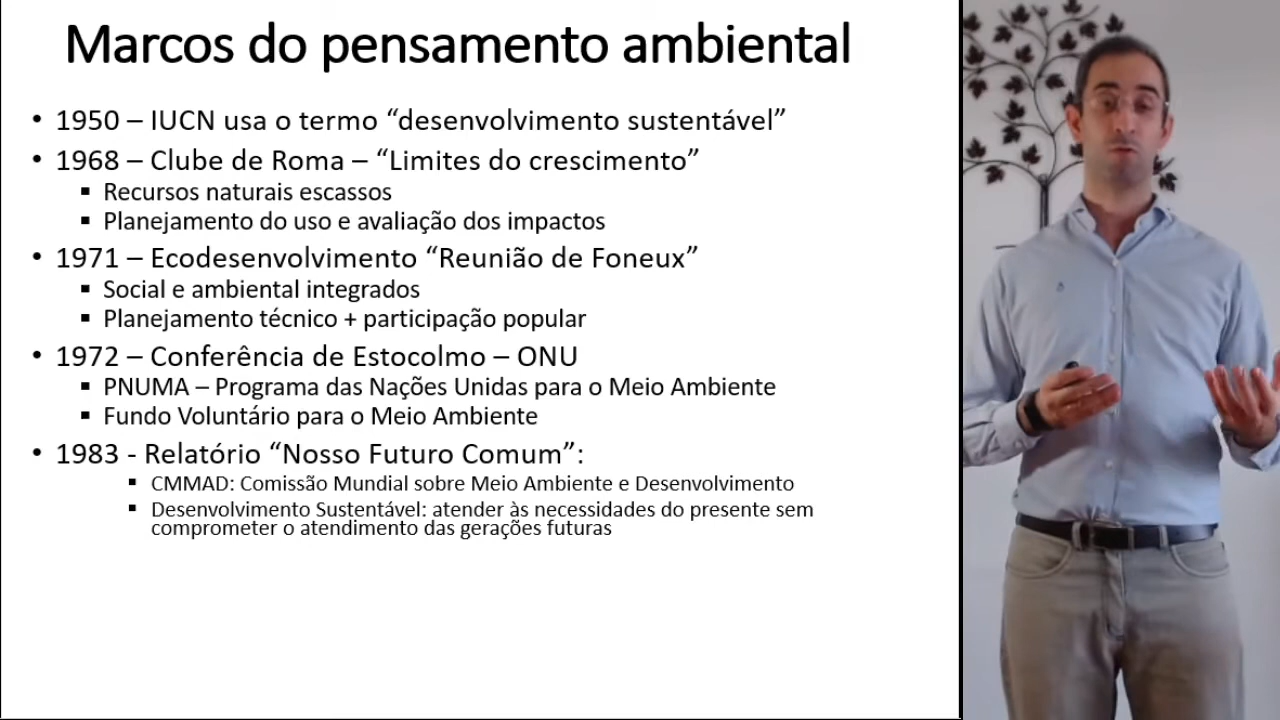 Marcos do pensamento ambiental
• 1950 – IUCN usa o termo “desenvolvimento sustentável”
• 1968 – Clube de Roma – “Limites do crescimento”
▪ Recursos naturais escassos
▪ Planejamento do uso e avaliação dos impactos
• 1971 – Ecodesenvolvimento “Reunião de Foneux”
▪ Social e ambiental integrados
▪ Planejamento técnico + participação popular
• 1972 – Conferência de Estocolmo – ONU
▪ PNUMA – Programa das Nações Unidas para o Meio Ambiente
▪ Fundo Voluntário para o Meio Ambiente
• 1983 - Relatório “Nosso Futuro Comum”:
▪ CMMAD: Comissão Mundial sobre Meio Ambiente e Desenvolvimento
▪ Desenvolvimento Sustentável: atender às necessidades do presente sem
comprometer o atendimento das gerações futuras